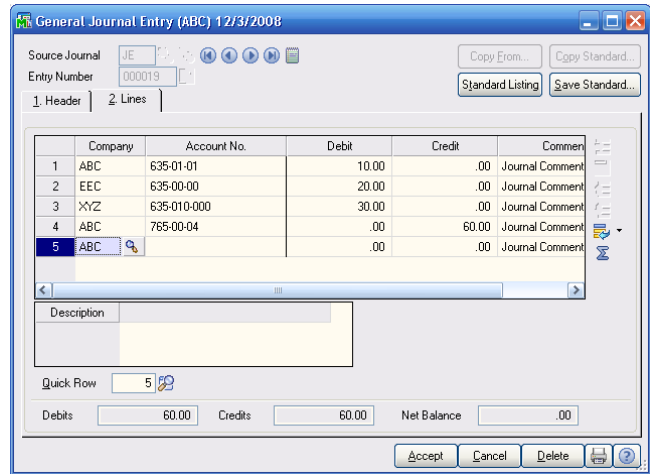 General Journal Entry (ABC) 12/3/2008
Source Journal JE Copy From... Copy Standard...
Entry Number 000019 Standard Listing Save Standard...
1. Header 2. Lines
Company Account No. Debit Credit Commen
1 ABC 635-01-01 10.00 .00 Journal Comment
2 EEC 635-00-00 20.00 .00 Journal Comment
3 XYZ 635-010-000 30.00 .00 Journal Comment
4 ABC 765-00-04 .00 60.00 Journal Comment
5 ABC .00 .00 Journal Comment
Description
Quick Row 5
Debits 60.00 Credits 60.00 Net Balance .00
Accept Cancel Delete